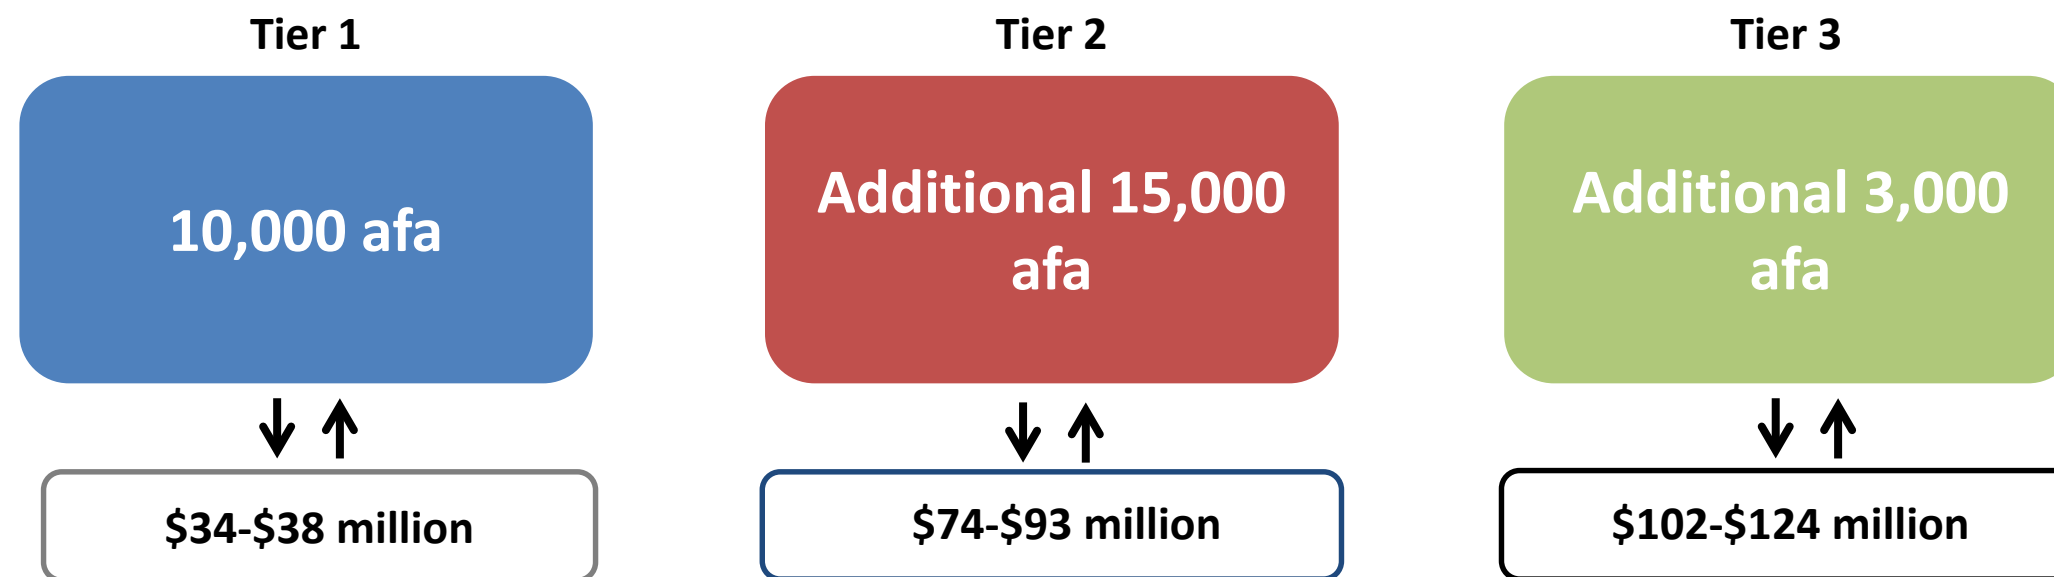 Tier 1
Tier 2
Tier 3
10,000 afa
Additional 15,000
afa
Additional 3,000
afa
$34-$38 million
$74-$93 million
$102-$124 million